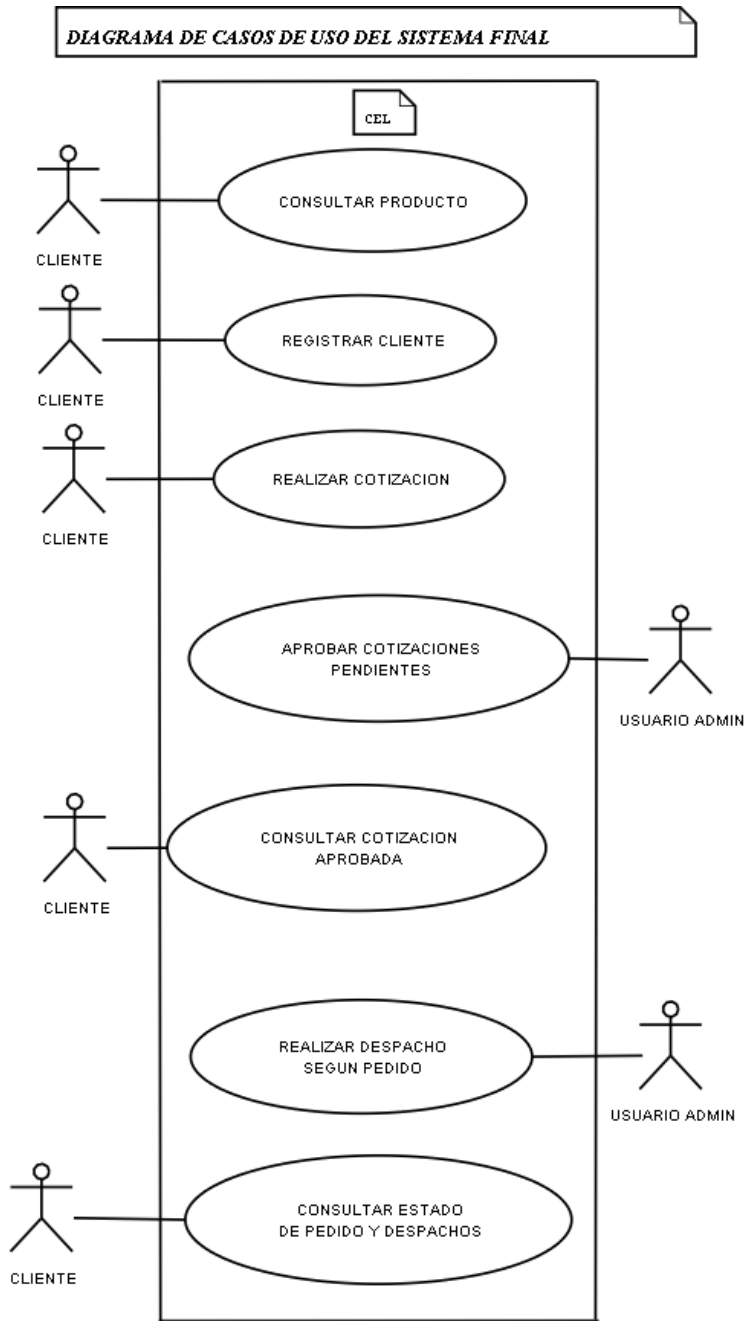 DIAGRAMA DE CASOS DE USO DEL SISTEMA FINAL
CEL
CONSULTAR PRODUCTO
CLIENTE
REGISTRAR CLIENTE
CLIENTE
REALIZAR COTIZACION
CLIENTE
APROBAR COTIZACIONES
PENDIENTES
USUARIO ADMIN
CONSULTAR COTIZACION
APROBADA
CLIENTE
REALIZAR DESPACHO
SEGUN PEDIDO
USUARIO ADMIN
CONSULTAR ESTADO
DE PEDIDO Y DESPACHOS
CLIENTE